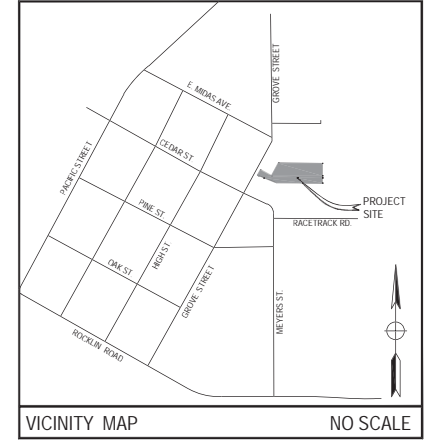 GROVE STREET
E. MIDAS AVE.
CEDAR ST.
PACIFIC STREET
PINE ST.
HIGH ST.
OAK ST.
GROVE STREET
ROCKLIN ROAD
MEYERS ST.
RACETRACK RD.
PROJECT
SITE
VICINITY MAP
NO SCALE